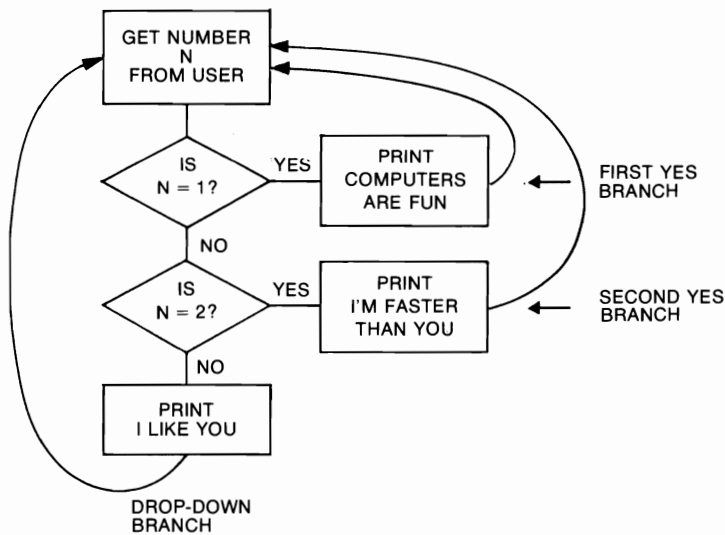 GET NUMBER
N
FROM USER
IS
N = 1?
YES
PRINT
COMPUTERS
ARE FUN
FIRST YES
BRANCH
NO
IS
N = 2?
YES
PRINT
I'M FASTER
THAN YOU
SECOND YES
BRANCH
NO
PRINT
I LIKE YOU
DROP-DOWN
BRANCH